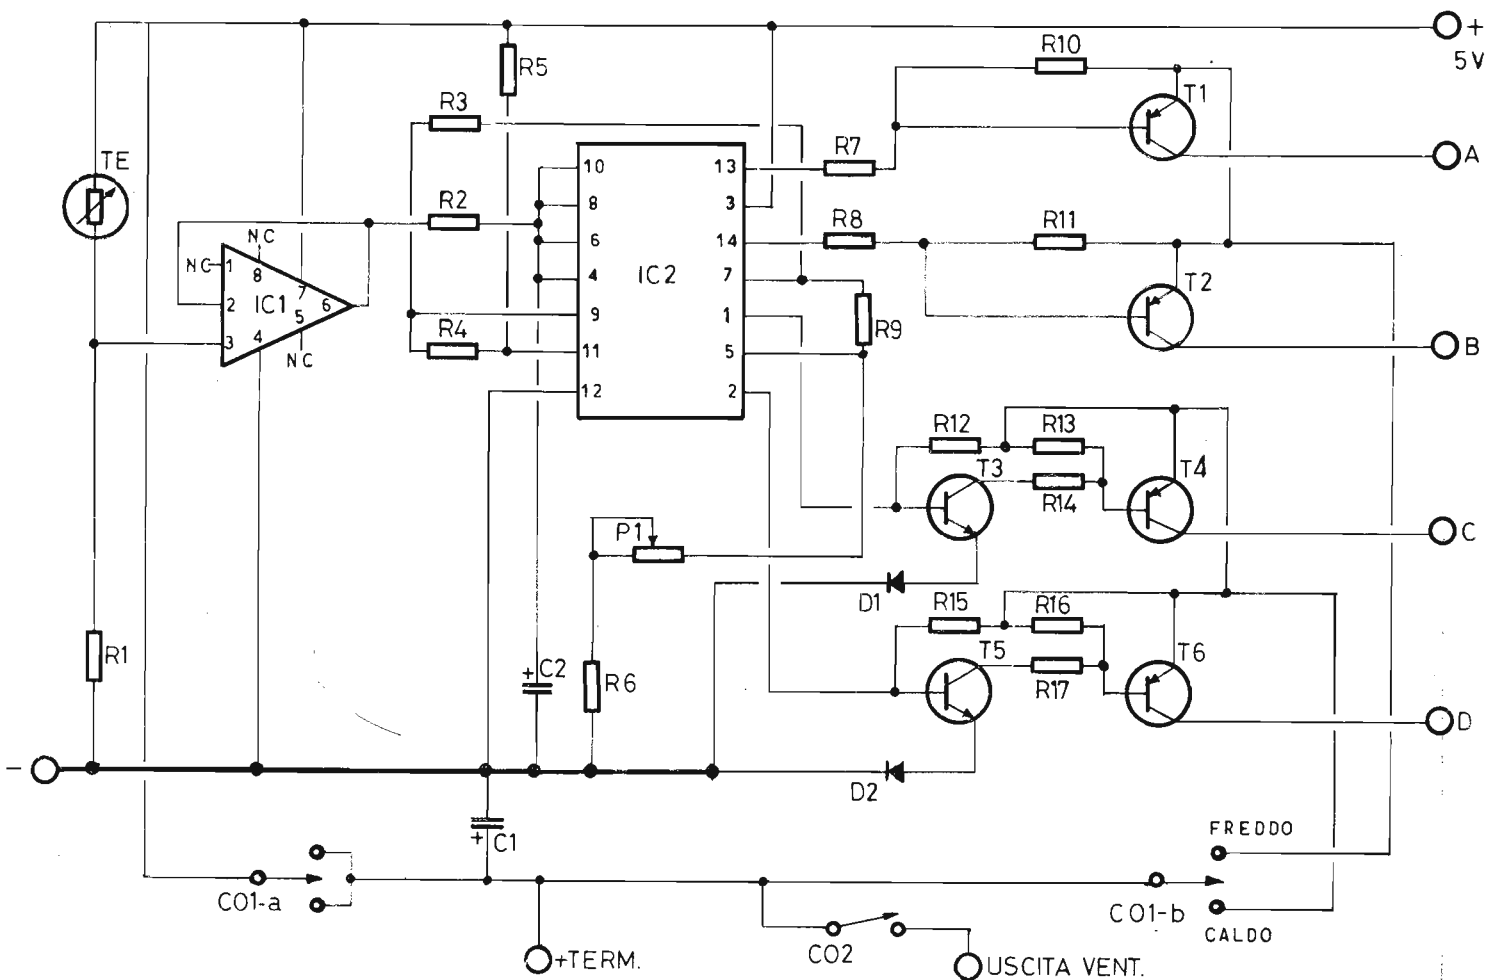 +
5V
R10
T1
A
R5
R3
TE
R7
R2
R8
R11
NC
NC
1
8
2
IC1
7
6
5
3
4
NC
10
8
6
4
9
11
12
IC2
13
3
14
7
1
5
2
T2
B
R4
R9
R12
R13
T3
T4
R14
C
P1
D1
R15
R16
T5
T6
R17
D
R1
+
C2
R6
-
D2
+
C1
CO1-a
FREDDO
CO1-b
CALDO
CO2
+TERM.
USCITA VENT.